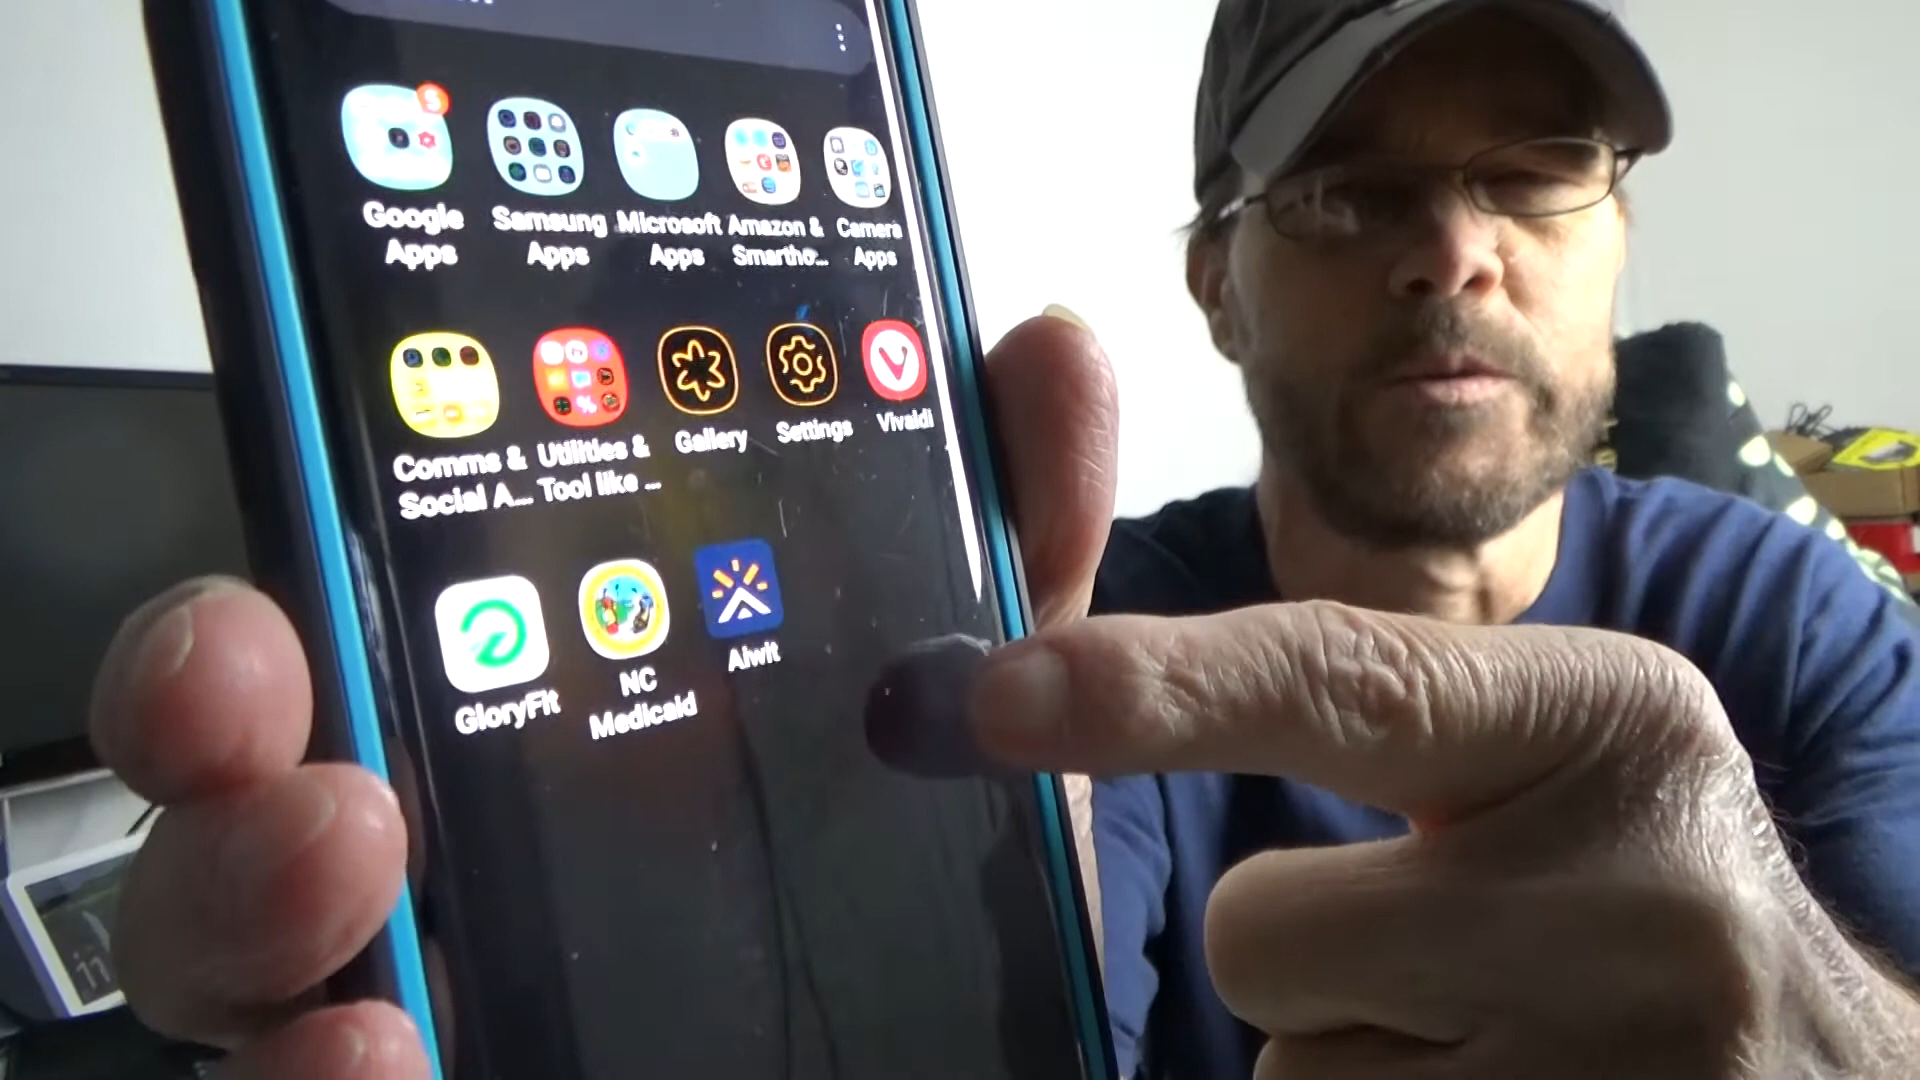 Google
Apps
Samsung
Apps
Microsoft
Apps
Amazon &
Smartho...
Camera
Apps
Comms &
Social A...
Utilities &
Tool like ...
Gallery
Settings
Vivaldi
GloryFit
NC
Medicaid
Aiwit